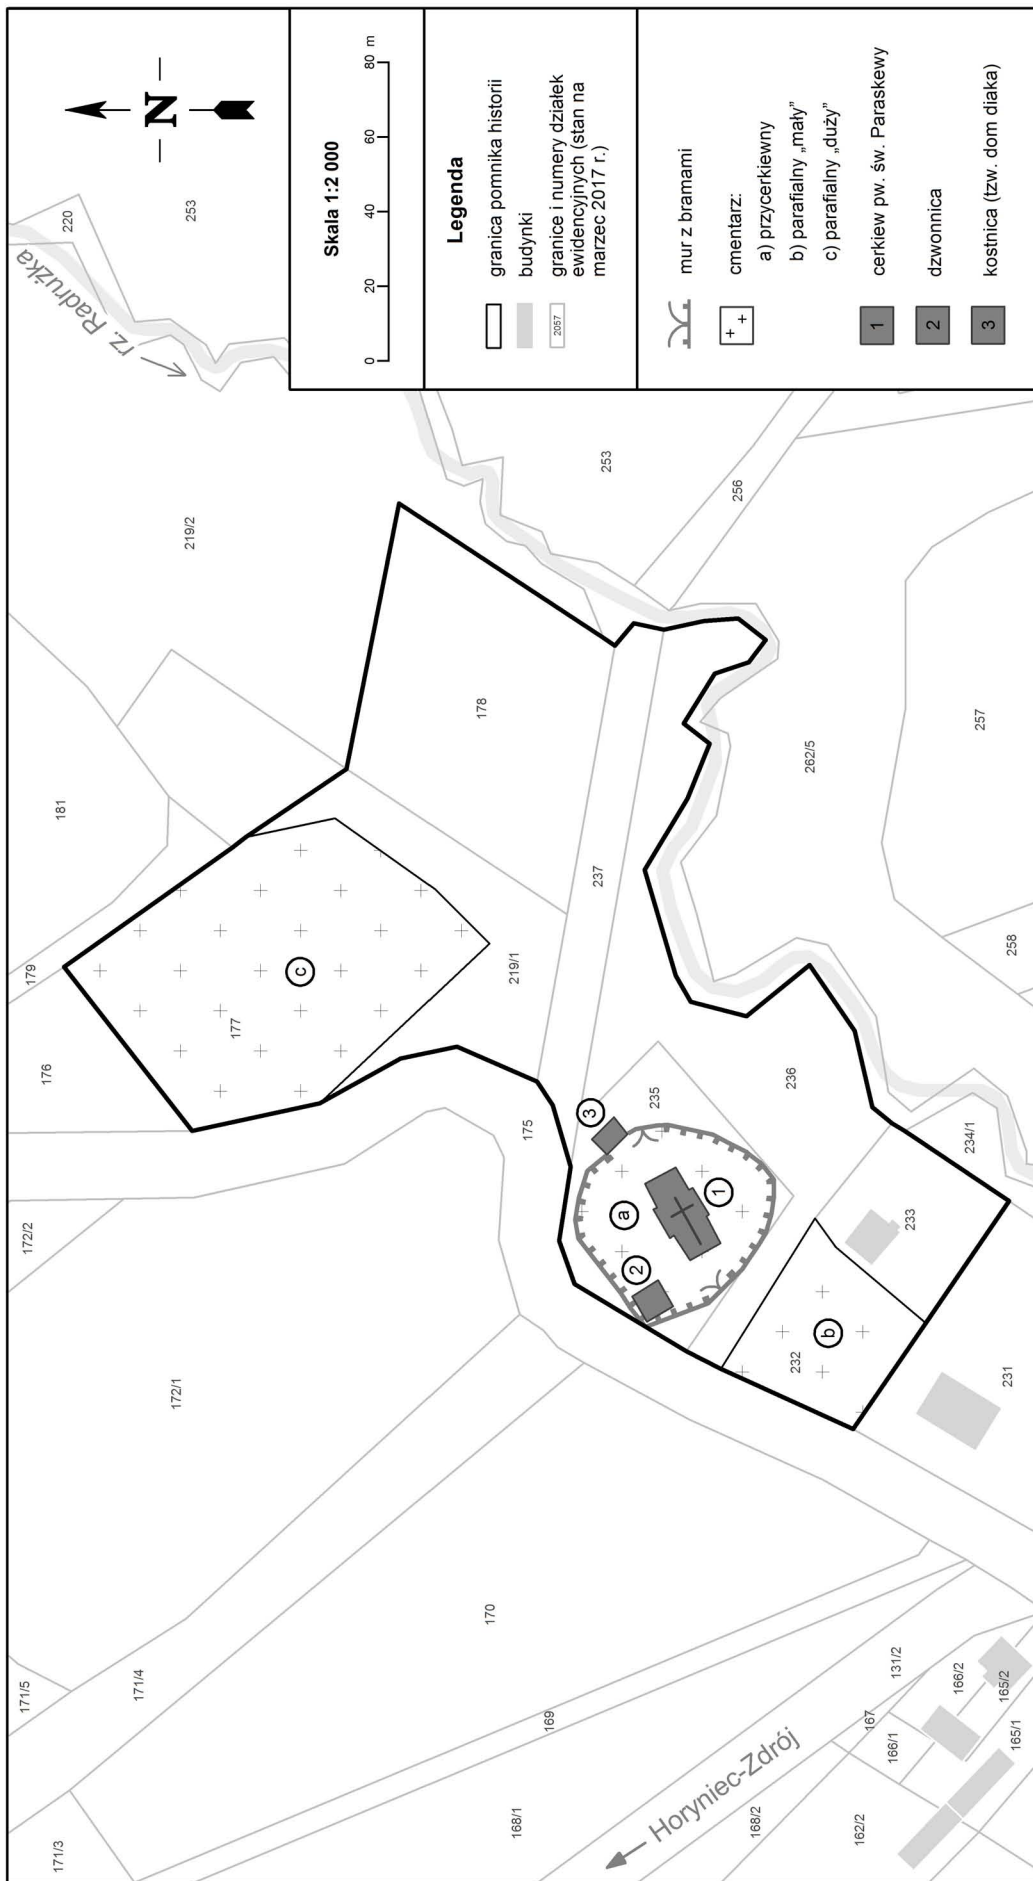 N
Skala 1:2 000
0 20 40 60 80 m
Legenda
granica pomnika historii
budynki
2057
granice i numery działek
ewidencyjnych (stan na
marzec 2017 r.)
mur z bramami
cmentarz:
a) przycerkiewny
b) parafialny „mały”
c) parafialny „duży”
1
cerkiew pw. św. Paraskewy
2
dzwonnica
3
kostnica (tzw. dom diaka)
rz. Radrużka
Horyniec-Zdrój
171/3
171/5
171/4
172/1
172/2
176
179
181
219/2
220
253
168/1
169
170
175
177
c
219/1
178
237
253
256
168/2
162/2
166/1
167
131/2
166/2
165/2
165/1
231
232
b
233
234/1
a
1
2
3
235
236
262/5
257
258